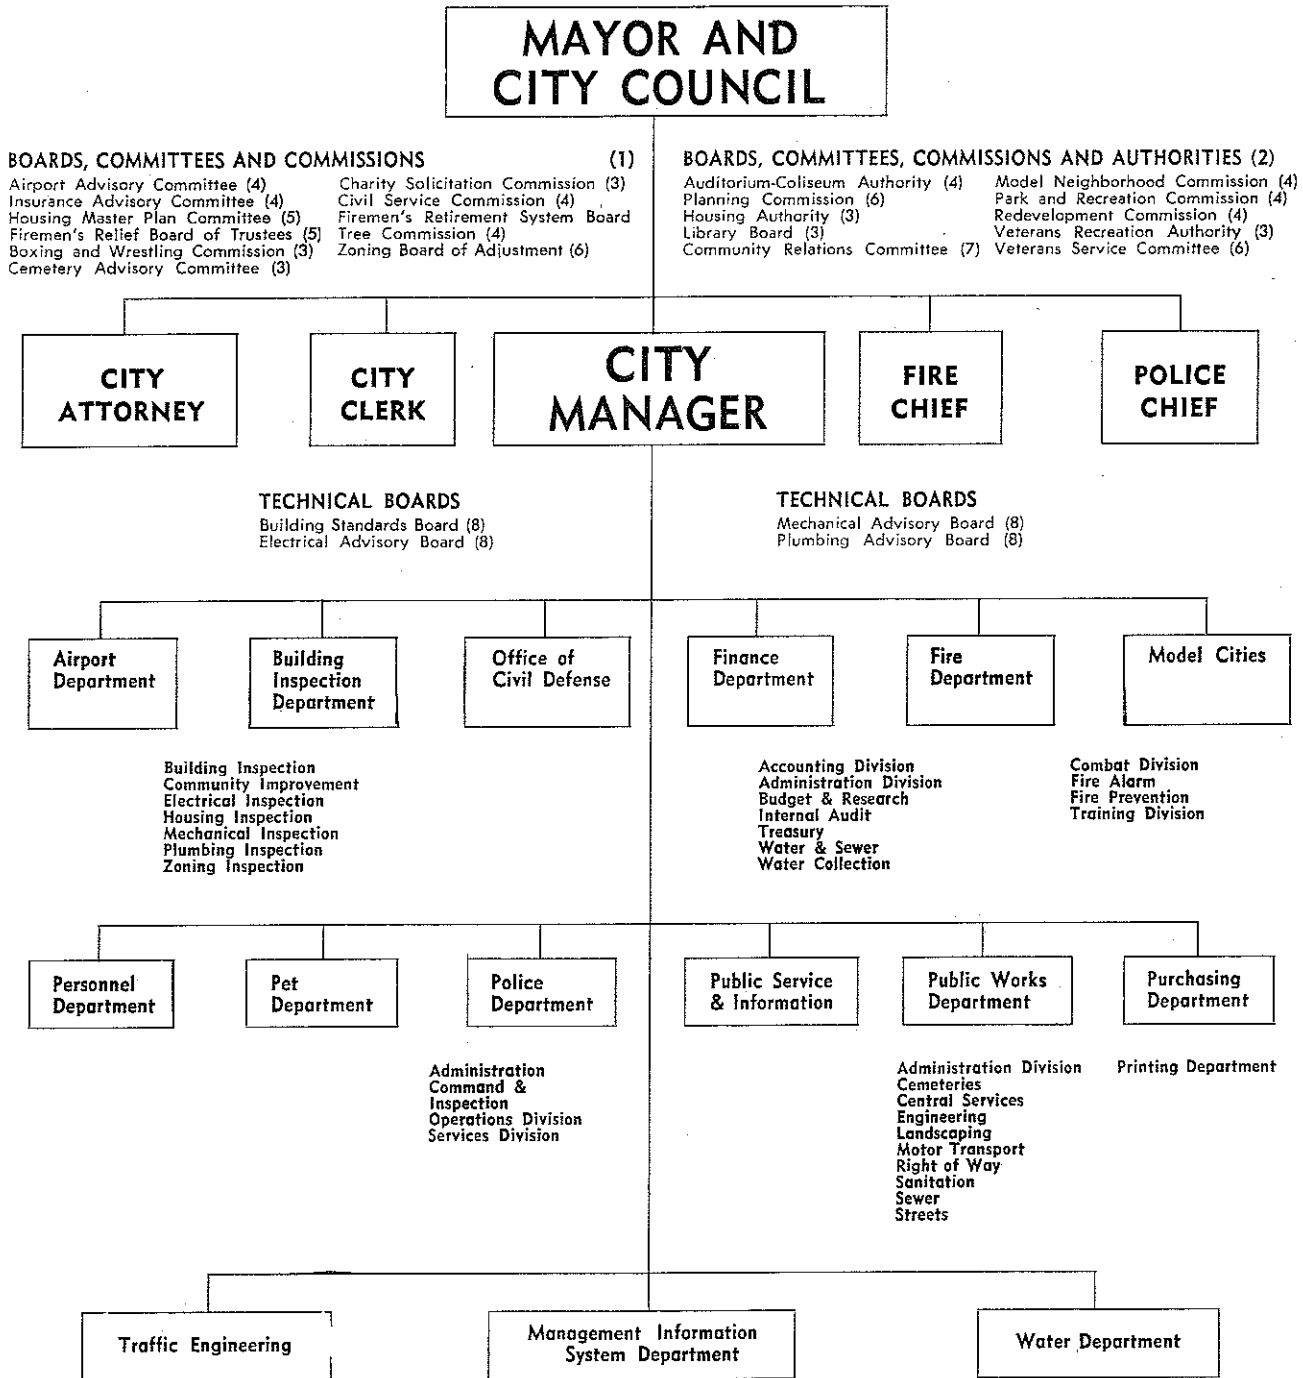 MAYOR AND
CITY COUNCIL
BOARDS, COMMITTEES AND COMMISSIONS (1)
Airport Advisory Committee (4)
Insurance Advisory Committee (4)
Housing Master Plan Committee (5)
Firemen's Relief Board of Trustees (5)
Boxing and Wrestling Commission (3)
Cemetery Advisory Committee (3)
Charity Solicitation Commission (3)
Civil Service Commission (4)
Firemen's Retirement System Board
Tree Commission (4)
Zoning Board of Adjustment (6)
BOARDS, COMMITTEES, COMMISSIONS AND AUTHORITIES (2)
Auditorium-Coliseum Authority (4)
Planning Commission (6)
Housing Authority (3)
Library Board (3)
Community Relations Committee (7)
Model Neighborhood Commission (4)
Park and Recreation Commission (4)
Redevelopment Commission (4)
Veterans Recreation Authority (3)
Veterans Service Committee (6)
CITY
ATTORNEY
CITY
CLERK
CITY
MANAGER
FIRE
CHIEF
POLICE
CHIEF
TECHNICAL BOARDS
Building Standards Board (8)
Electrical Advisory Board (8)
TECHNICAL BOARDS
Mechanical Advisory Board (8)
Plumbing Advisory Board (8)
Airport
Department
Building
Inspection
Department
Office of
Civil Defense
Finance
Department
Fire
Department
Model Cities
Building Inspection
Community Improvement
Electrical Inspection
Housing Inspection
Mechanical Inspection
Plumbing Inspection
Zoning Inspection
Accounting Division
Administration Division
Budget & Research
Internal Audit
Treasury
Water & Sewer
Water Collection
Combat Division
Fire Alarm
Fire Prevention
Training Division
Personnel
Department
Pet
Department
Police
Department
Public Service
& Information
Public Works
Department
Purchasing
Department
Administration
Command &
Inspection
Operations Division
Services Division
Administration Division
Cemeteries
Central Services
Engineering
Landscaping
Motor Transport
Right of Way
Sanitation
Sewer
Streets
Printing Department
Traffic Engineering
Management Information
System Department
Water Department